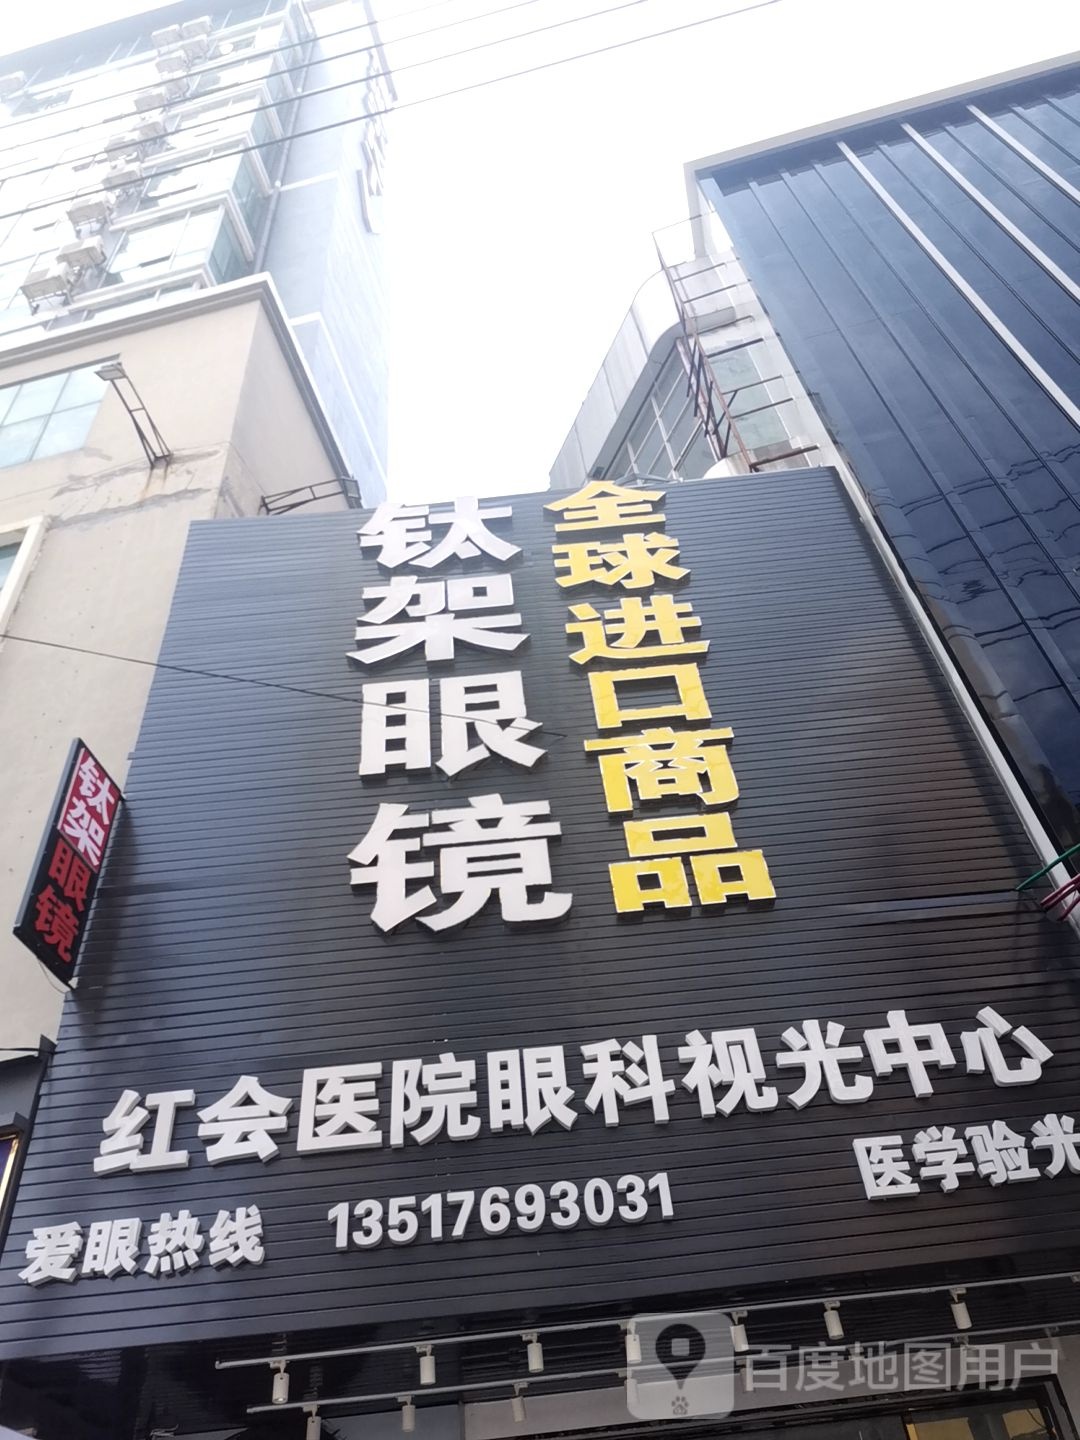 全球进口商品
钛架眼镜
钛架眼镜
红会医院眼科视光中心
医学验光
爱眼热线 13517693031
百度地图用户